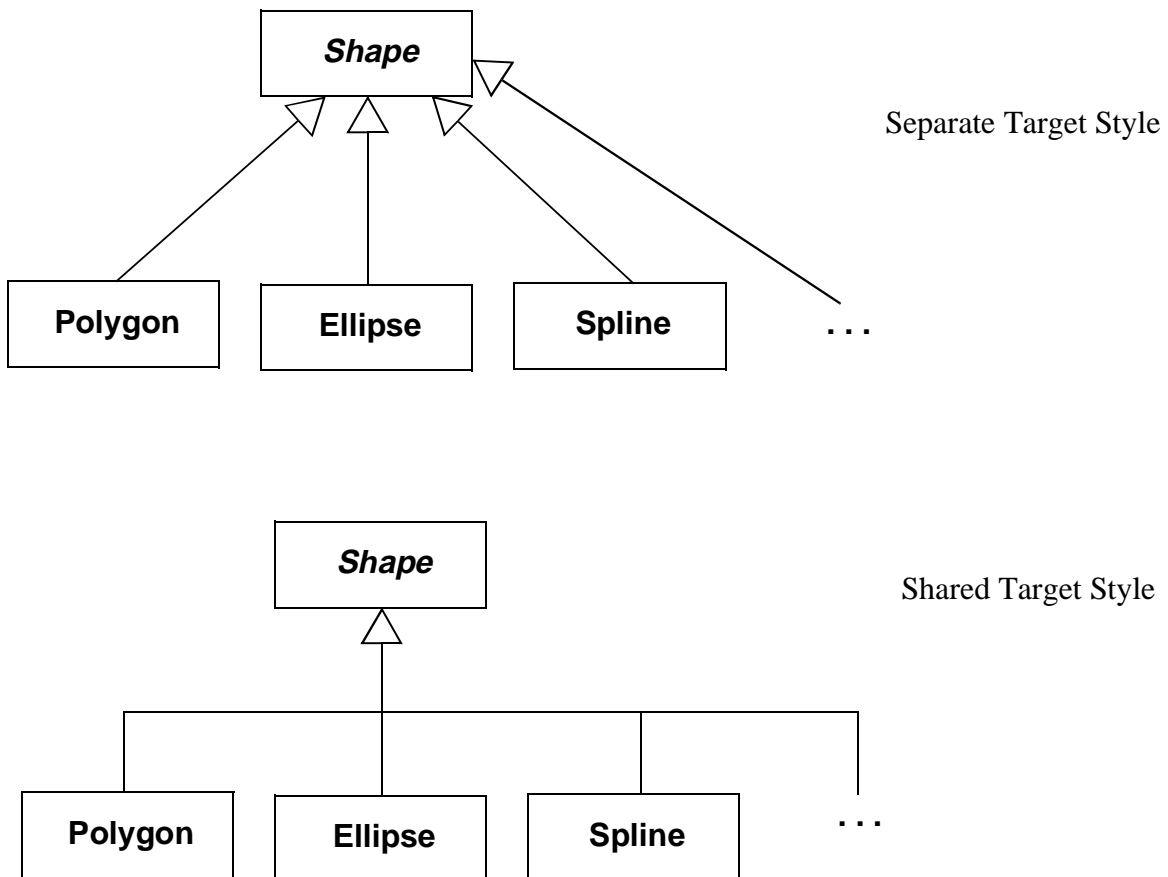 Shape
Separate Target Style
Polygon
Ellipse
Spline
. . .
Shape
Shared Target Style
Polygon
Ellipse
Spline
. . .